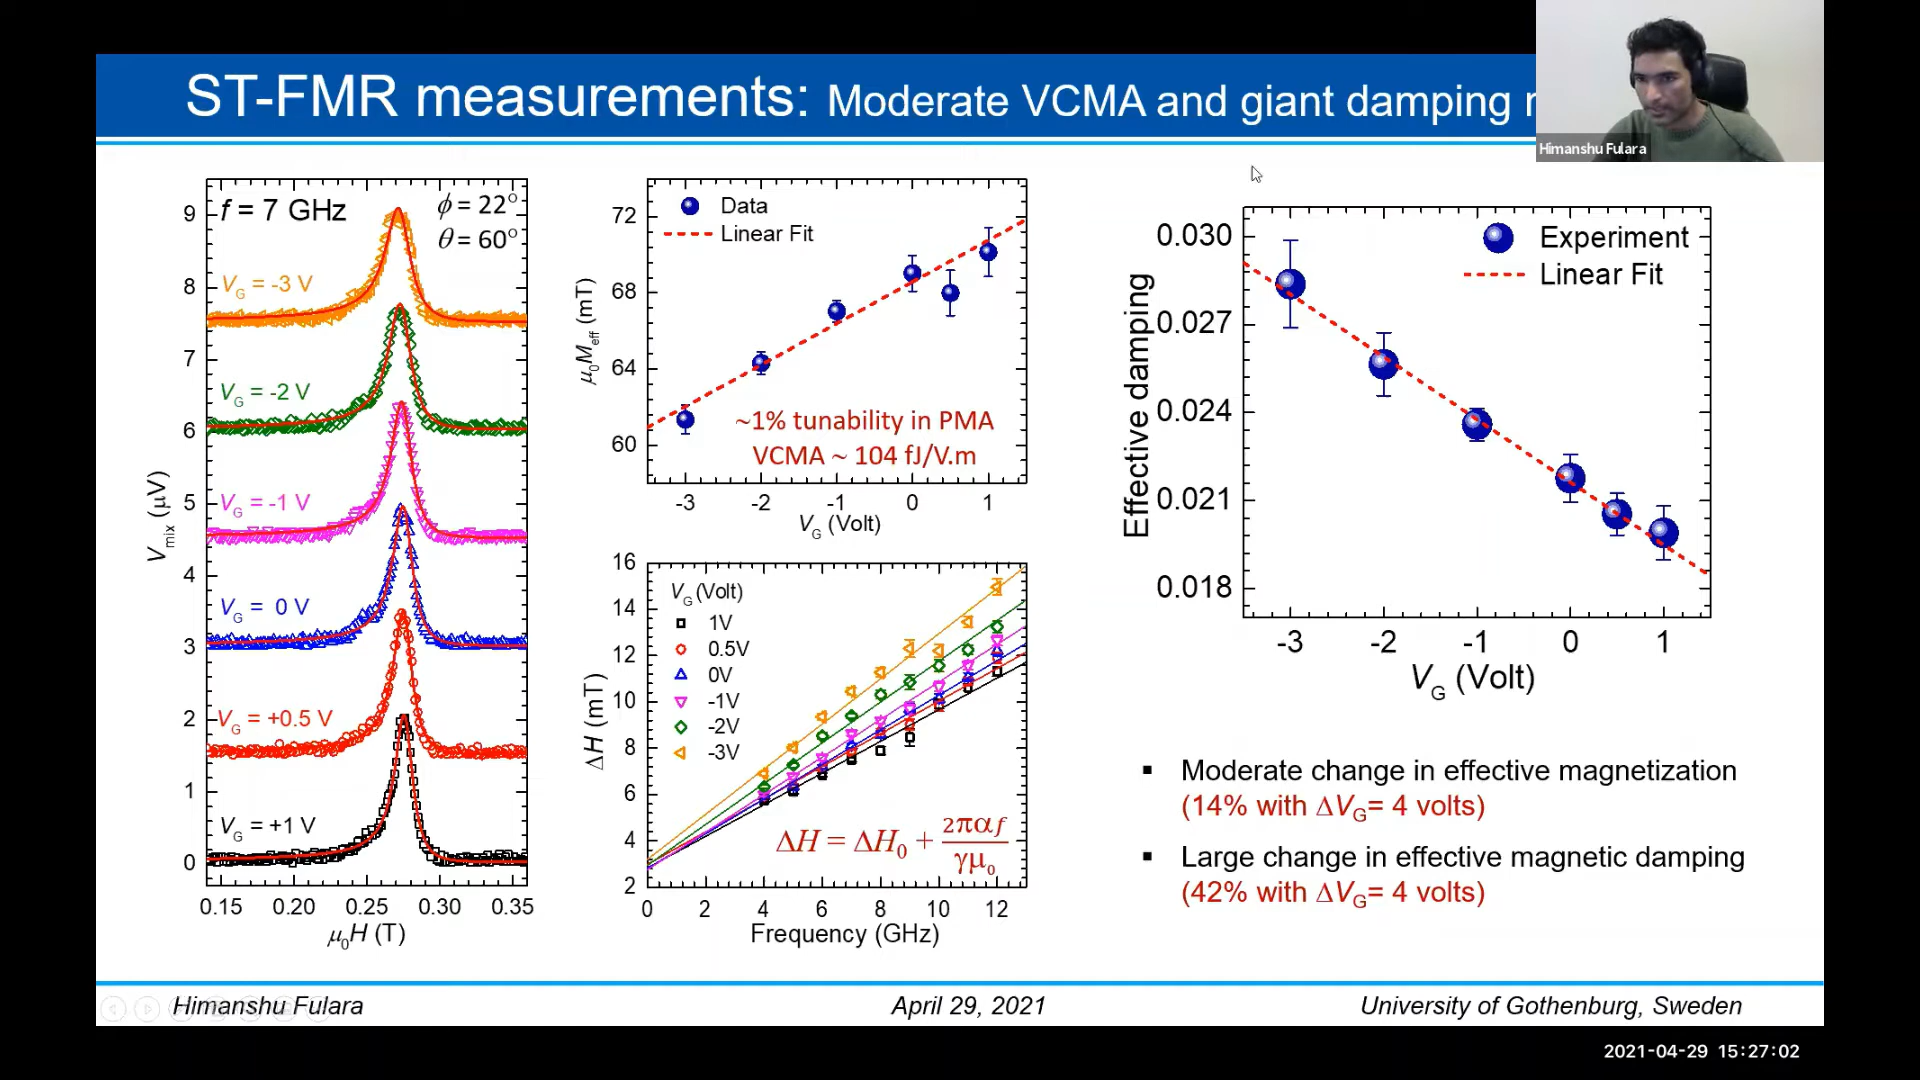 ST-FMR measurements: Moderate VCMA and giant damping
Himanshu Fulara
f = 7 GHz
ϕ = 22°
θ = 60°
V_G = -3 V
V_G = -2 V
V_G = -1 V
V_G = 0 V
V_G = +0.5 V
V_G = +1 V
9
8
7
6
5
4
3
2
1
0
V_mix (μV)
0.15 0.20 0.25 0.30 0.35
μ₀H (T)
Data
Linear Fit
72
68
64
60
μ₀M_eff (mT)
~1% tunability in PMA
VCMA ~ 104 fJ/V.m
-3 -2 -1 0 1
V_G (Volt)
16
14
12
10
8
6
4
2
ΔH (mT)
V_G (Volt)
1V
0.5V
0V
-1V
-2V
-3V
ΔH = ΔH₀ + 2παf / γμ₀
0 2 4 6 8 10 12
Frequency (GHz)
Experiment
Linear Fit
0.030
0.027
0.024
0.021
0.018
Effective damping
-3 -2 -1 0 1
V_G (Volt)
▪ Moderate change in effective magnetization
(14% with ΔV_G= 4 volts)
▪ Large change in effective magnetic damping
(42% with ΔV_G= 4 volts)
Himanshu Fulara April 29, 2021 University of Gothenburg, Sweden
2021-04-29 15:27:02